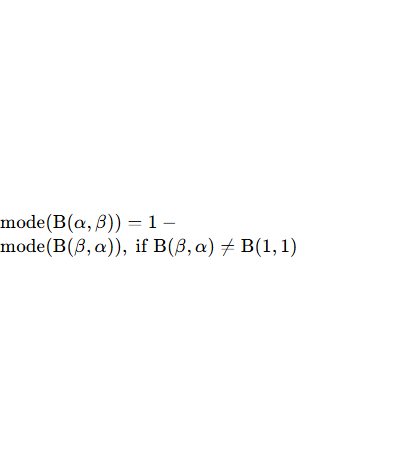 mode(B(α, β)) = 1 −
mode(B(β, α)), if B(β, α) ≠ B(1, 1)